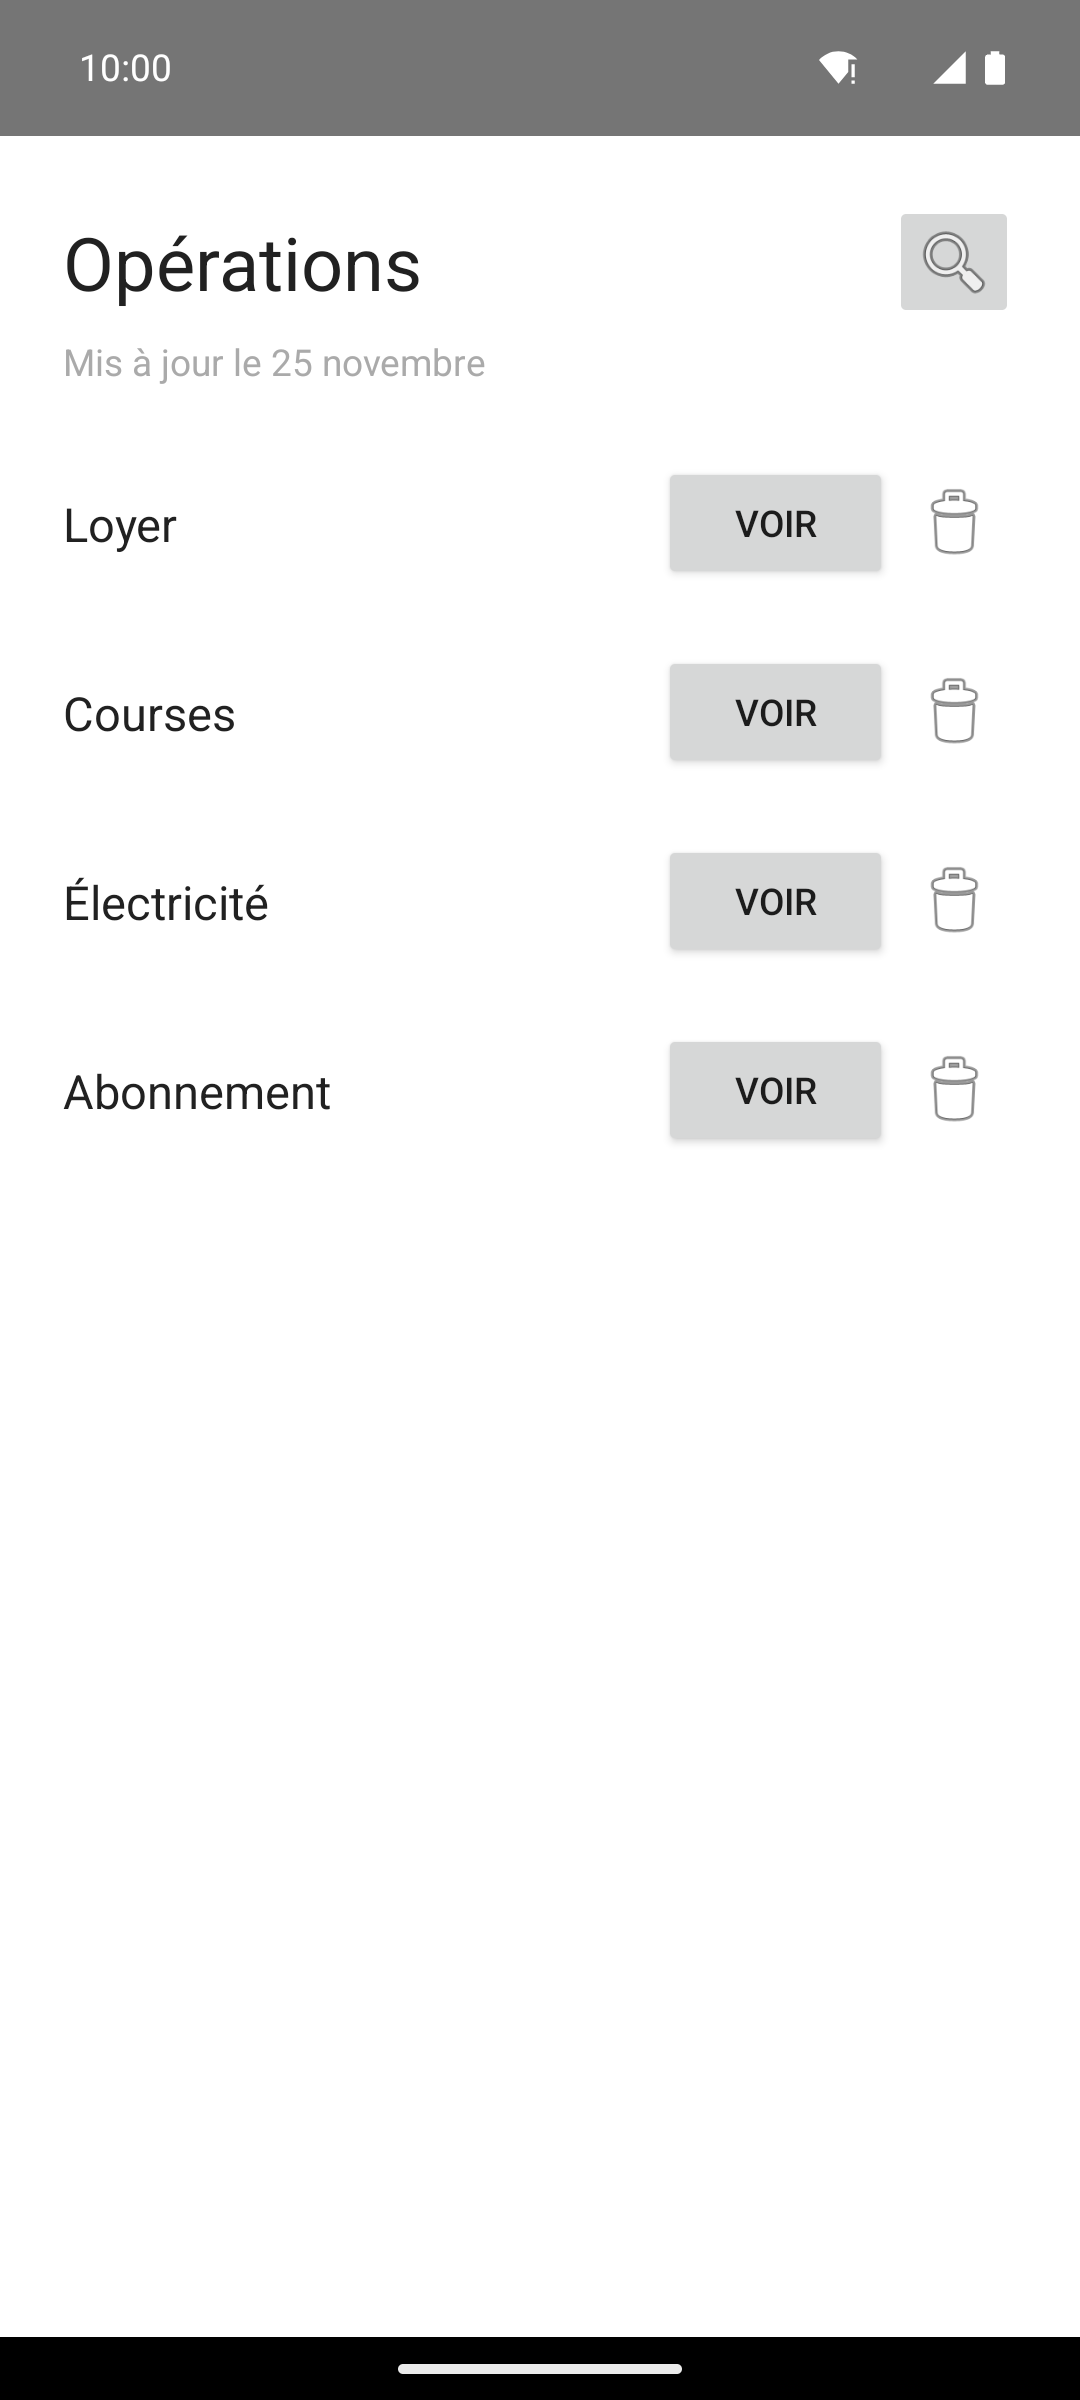 10:00
Opérations
Mis à jour le 25 novembre
Loyer VOIR
Courses VOIR
Électricité VOIR
Abonnement VOIR